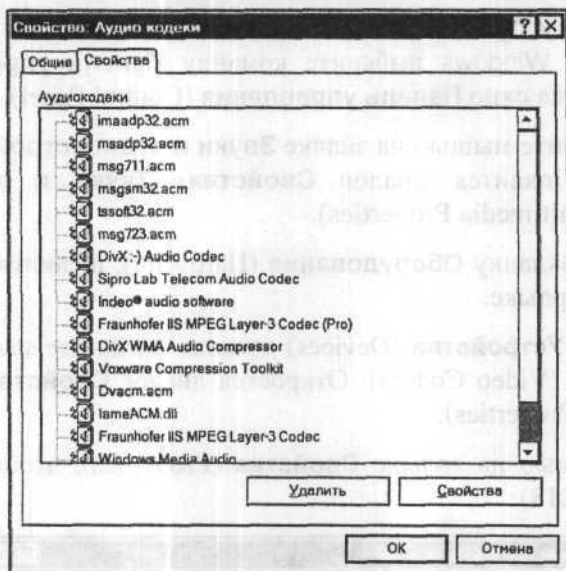 Свойство: Аудио кодеки
Общие Свойства
Аудиокодеки
imaadp32.acm
msadp32.acm
msg711.acm
msgsm32.acm
tssoft32.acm
msg723.acm
DivX ;-) Audio Codec
Sipro Lab Telecom Audio Codec
Indeo® audio software
Fraunhofer IIS MPEG Layer-3 Codec (Pro)
DivX WMA Audio Compressor
Voxware Compression Toolkit
Dvacm.acm
lameACM.dll
Fraunhofer IIS MPEG Layer-3 Codec
Windows Media Audio
Удалить Свойства
OK Отмена